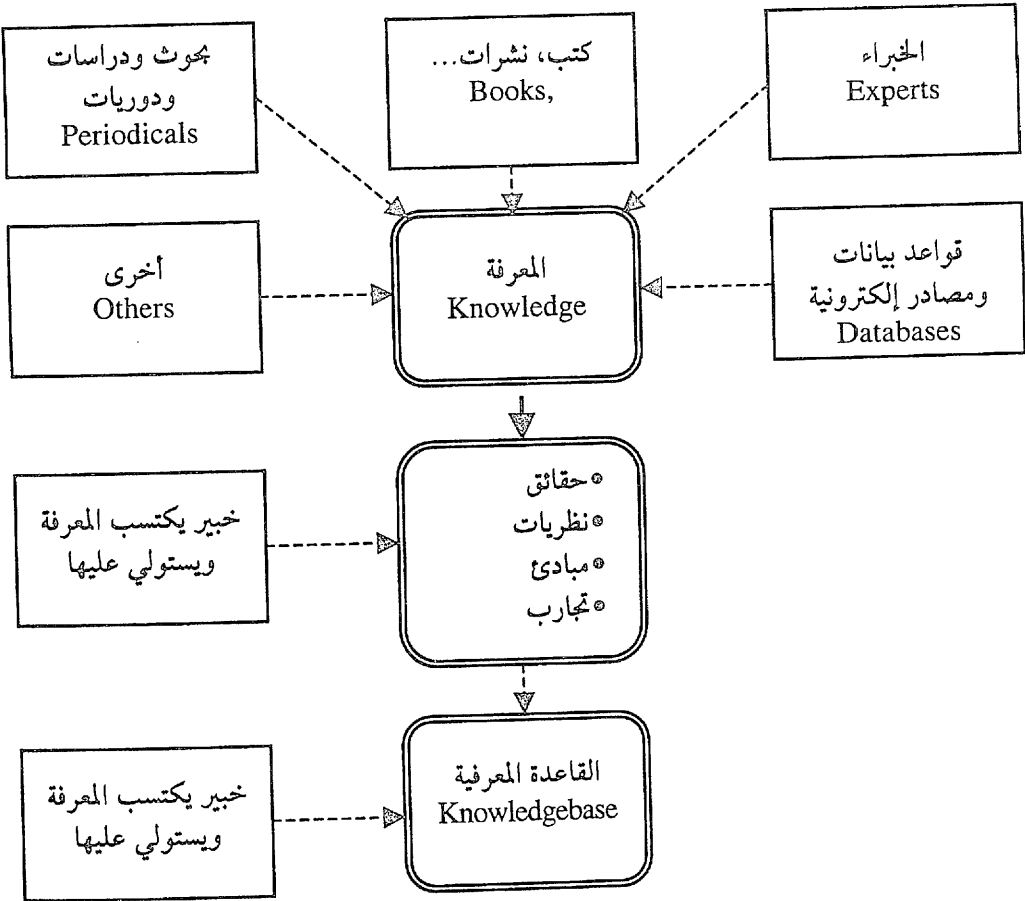 بحوث ودراسات
ودوريات
Periodicals
كتب، نشرات...
Books,
الخبراء
Experts
أخرى
Others
المعرفة
Knowledge
قواعد بيانات
ومصادر إلكترونية
Databases
خبير يكتسب المعرفة
ويستولي عليها
حقائق
نظريات
مبادئ
تجارب
خبير يكتسب المعرفة
ويستولي عليها
القاعدة المعرفية
Knowledgebase